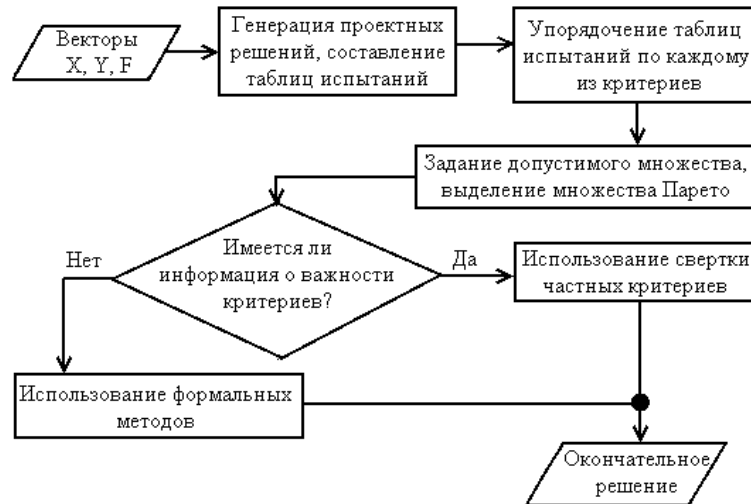 Векторы
X, Y, F
Генерация проектных
решений, составление
таблиц испытаний
Упорядочение таблиц
испытаний по каждому
из критериев
Задание допустимого множества,
выделение множества Парето
Имеется ли
информация о важности
критериев?
Нет
Да
Использование свертки
частных критериев
Использование формальных
методов
Окончательное
решение